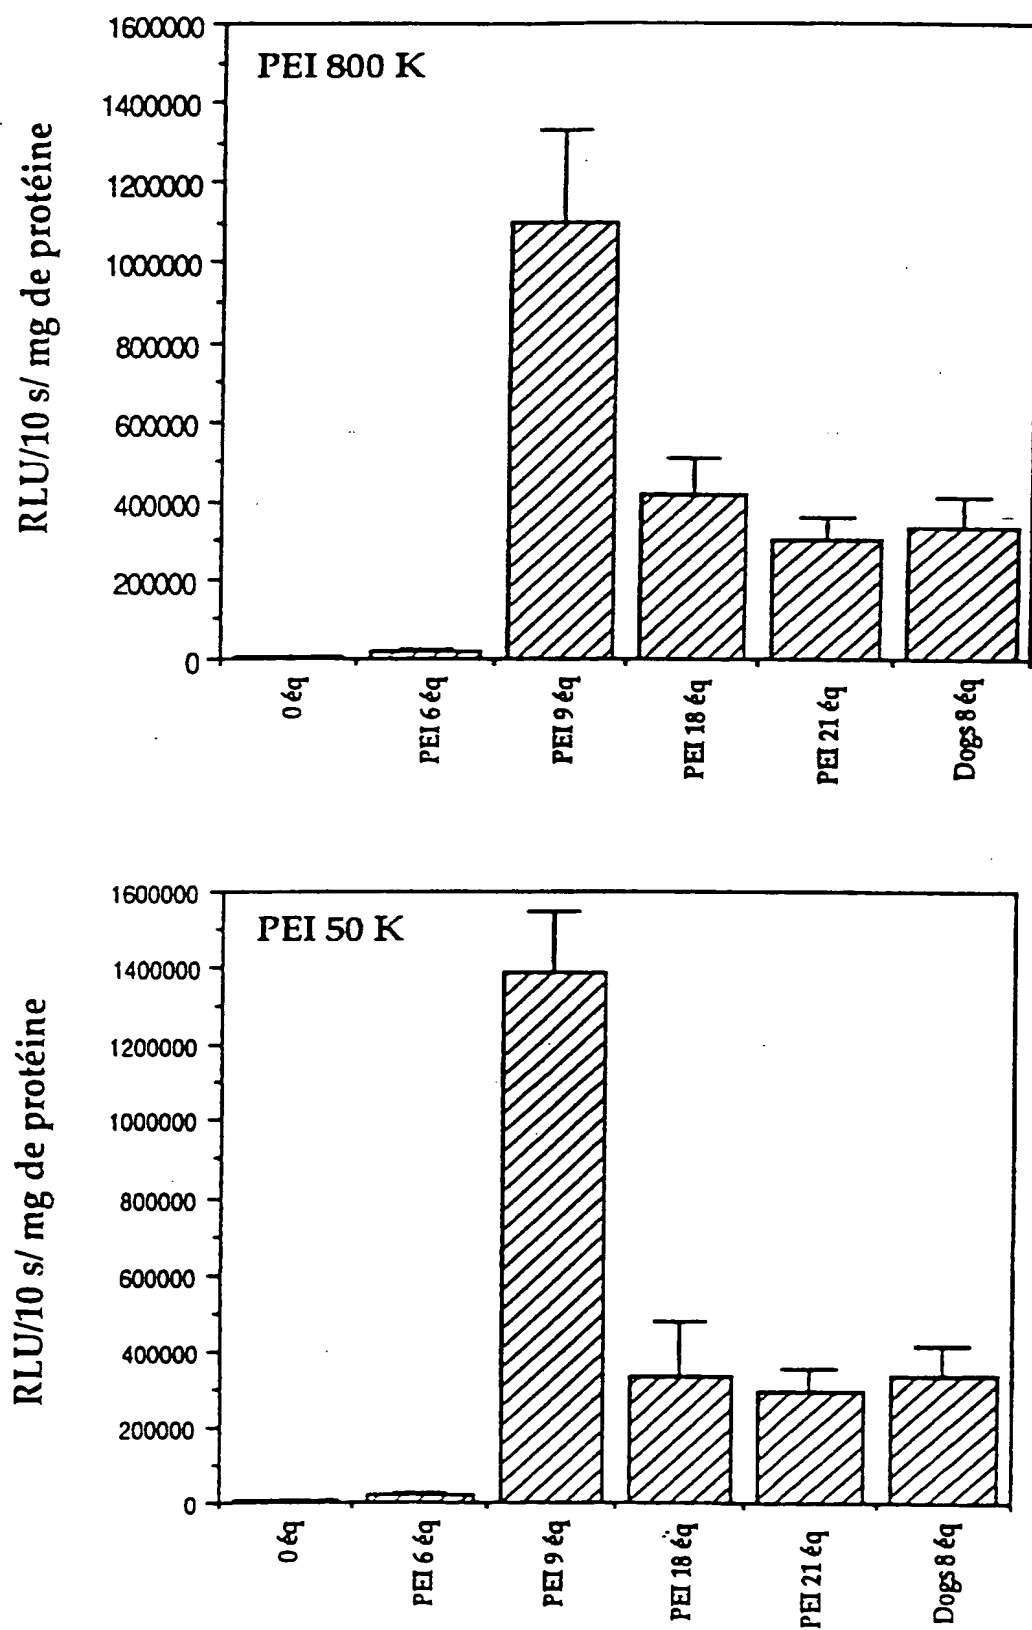 PEI 800 K
RLU/10 s/ mg de protéine
1600000
1400000
1200000
1000000
800000
600000
400000
200000
0
0 éq
PEI 6 éq
PEI 9 éq
PEI 18 éq
PEI 21 éq
Dogs 8 éq
PEI 50 K
RLU/10 s/ mg de protéine
1600000
1400000
1200000
1000000
800000
600000
400000
200000
0
0 éq
PEI 6 éq
PEI 9 éq
PEI 18 éq
PEI 21 éq
Dogs 8 éq